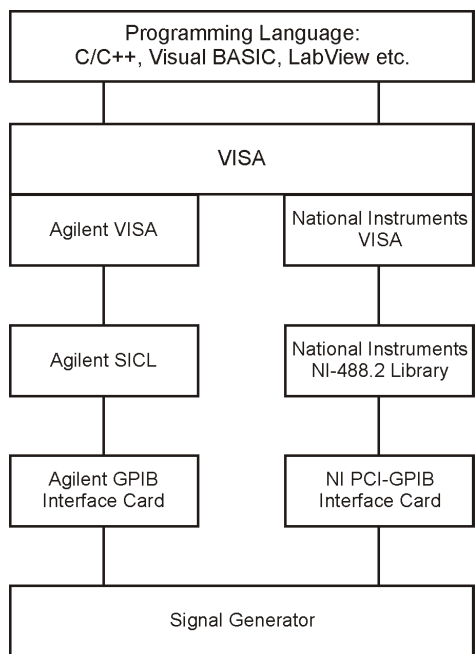 Programming Language:
C/C++, Visual BASIC, LabView etc.
VISA
Agilent VISA
National Instruments
VISA
Agilent SICL
National Instruments
NI-488.2 Library
Agilent GPIB
Interface Card
NI PCI-GPIB
Interface Card
Signal Generator